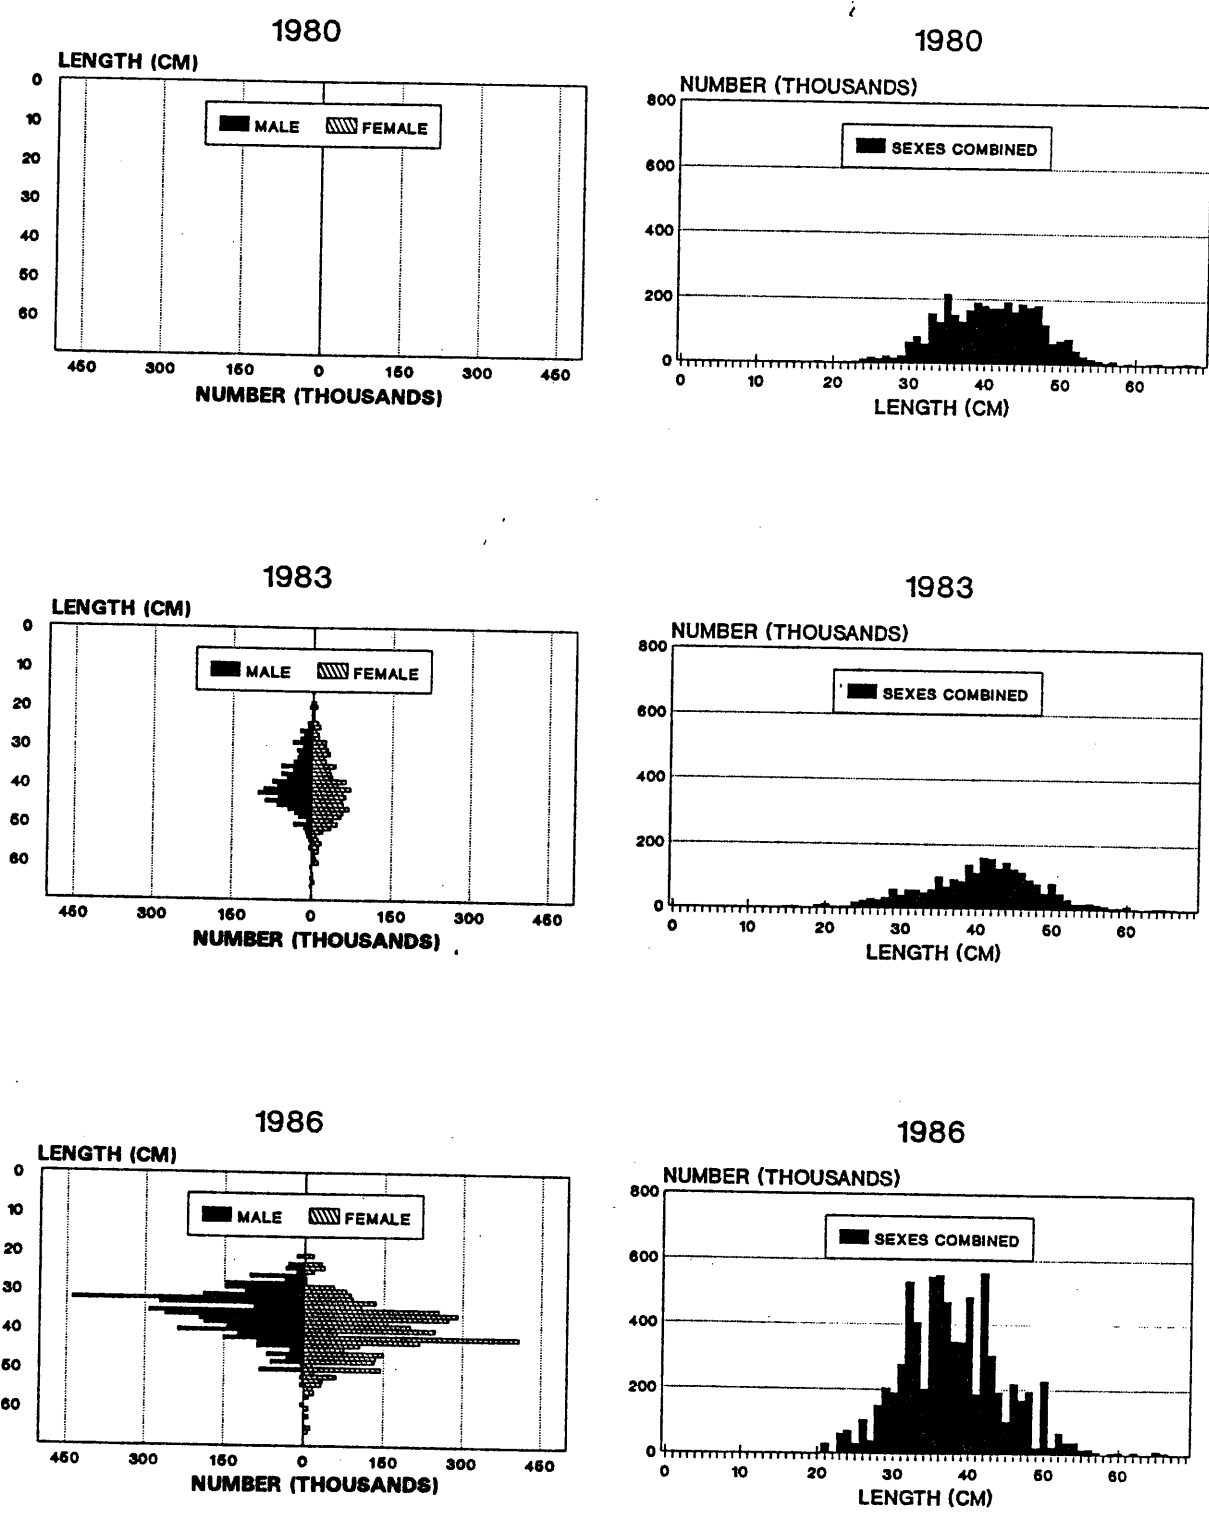 1980
LENGTH (CM)
0
10
20
30
40
50
60
MALE FEMALE
450 300 150 0 150 300 450
NUMBER (THOUSANDS)
1980
NUMBER (THOUSANDS)
800
600
400
200
0
SEXES COMBINED
0 10 20 30 40 50 60
LENGTH (CM)
1983
LENGTH (CM)
0
10
20
30
40
50
60
MALE FEMALE
450 300 150 0 150 300 450
NUMBER (THOUSANDS)
1983
NUMBER (THOUSANDS)
800
600
400
200
0
SEXES COMBINED
0 10 20 30 40 50 60
LENGTH (CM)
1986
LENGTH (CM)
0
10
20
30
40
50
60
MALE FEMALE
450 300 150 0 150 300 450
NUMBER (THOUSANDS)
1986
NUMBER (THOUSANDS)
800
600
400
200
0
SEXES COMBINED
0 10 20 30 40 50 60
LENGTH (CM)